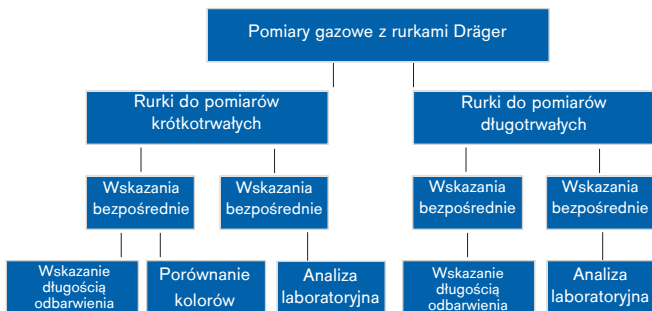 Pomiary gazowe z rurkami Dräger
Rurki do pomiarów
krótkotrwałych
Rurki do pomiarów
długotrwałych
Wskazania
bezpośrednie
Wskazania
bezpośrednie
Wskazania
bezpośrednie
Wskazania
bezpośrednie
Wskazanie
długością
odbarwienia
Porównanie
kolorów
Analiza
laboratoryjna
Wskazanie
długością
odbarwienia
Analiza
laboratoryjna